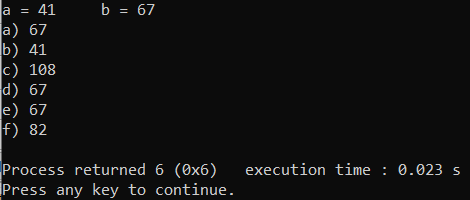 a = 41     b = 67
a) 67
b) 41
c) 108
d) 67
e) 67
f) 82
Process returned 6 (0x6)   execution time : 0.023 s
Press any key to continue.